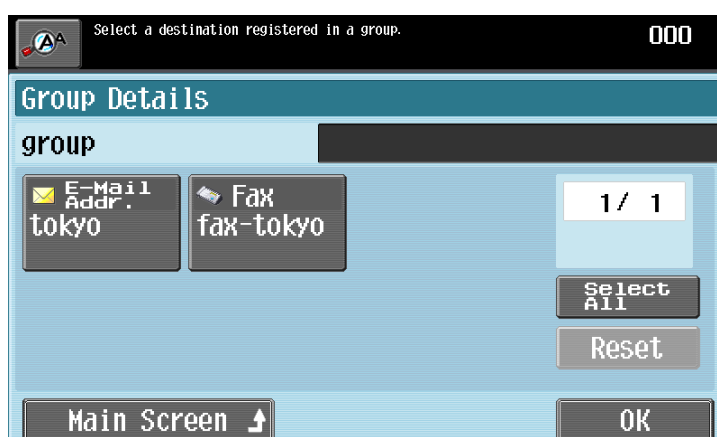 AA
Select a destination registered in a group.
000
Group Details
group
E-Mail
Addr.
tokyo
Fax
fax-tokyo
1/ 1
Select
All
Reset
Main Screen
OK